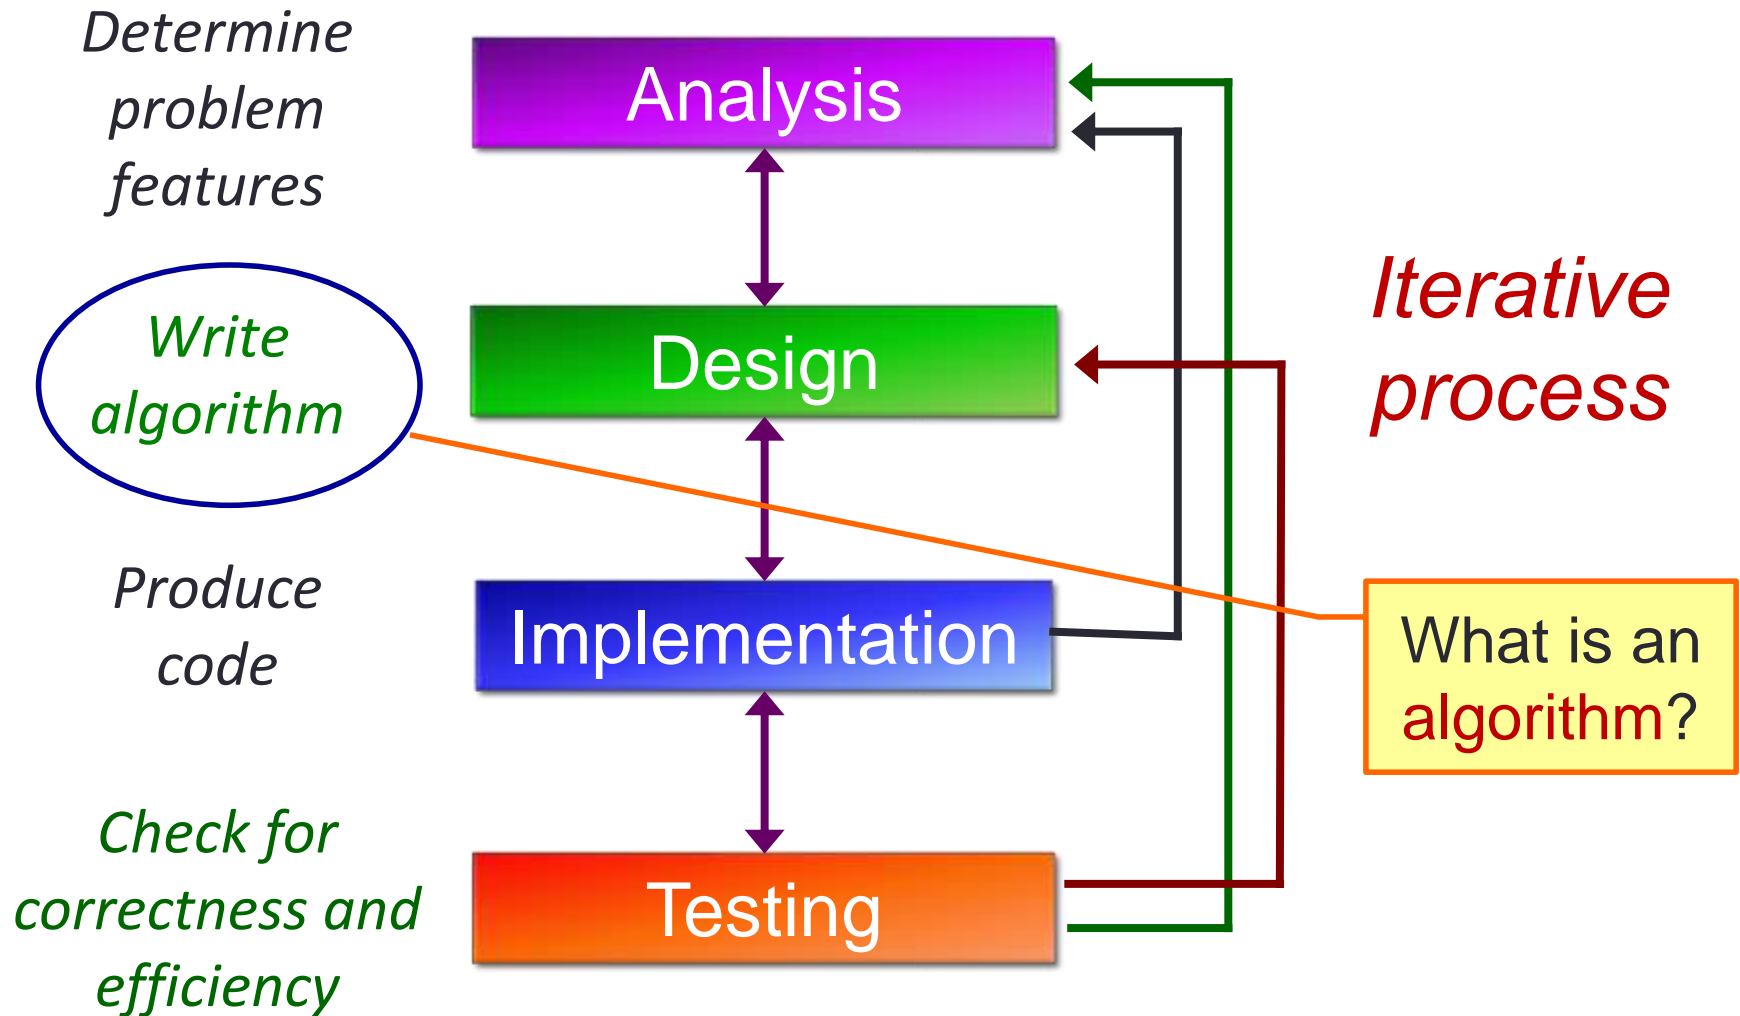 Determine
problem
features
Analysis
Write
algorithm
Design
Iterative
process
Produce
code
Implementation
What is an
algorithm?
Check for
correctness and
efficiency
Testing